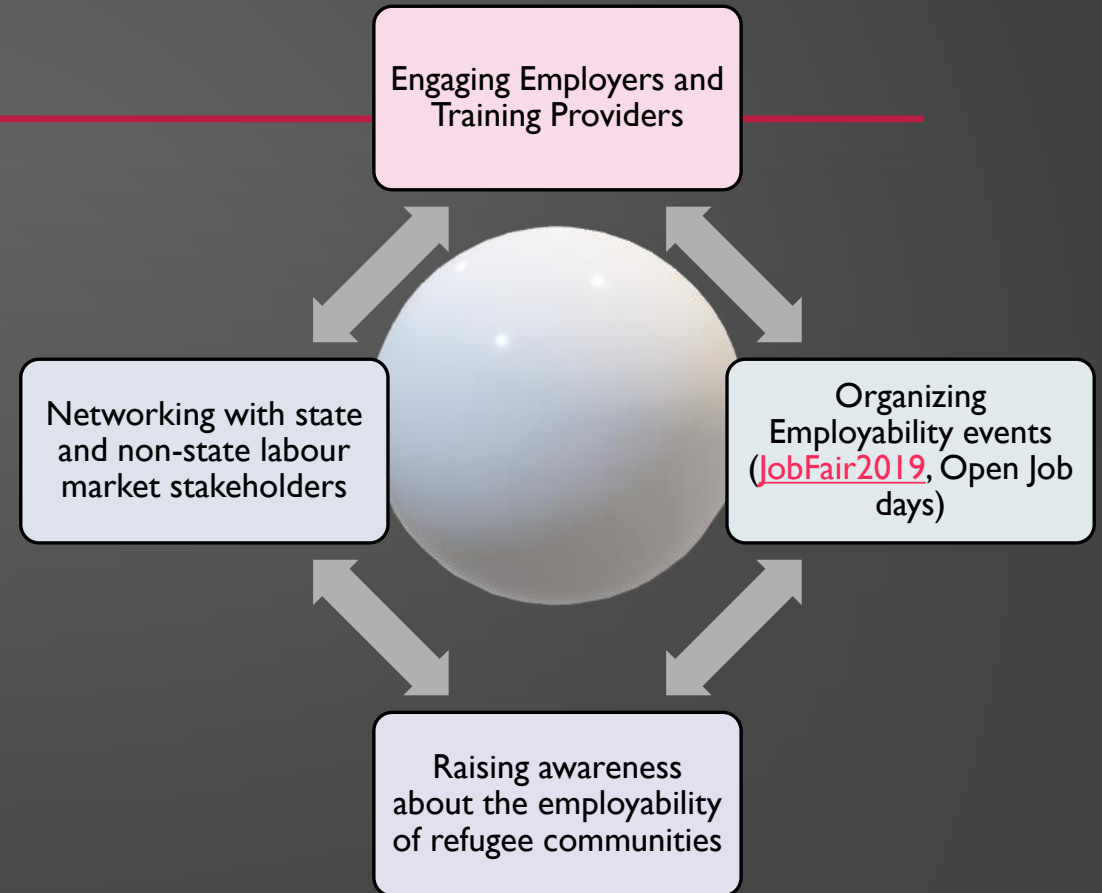 Engaging Employers and
Training Providers
Networking with state
and non-state labour
market stakeholders
Organizing
Employability events
(JobFair2019, Open Job
days)
Raising awareness
about the employability
of refugee communities